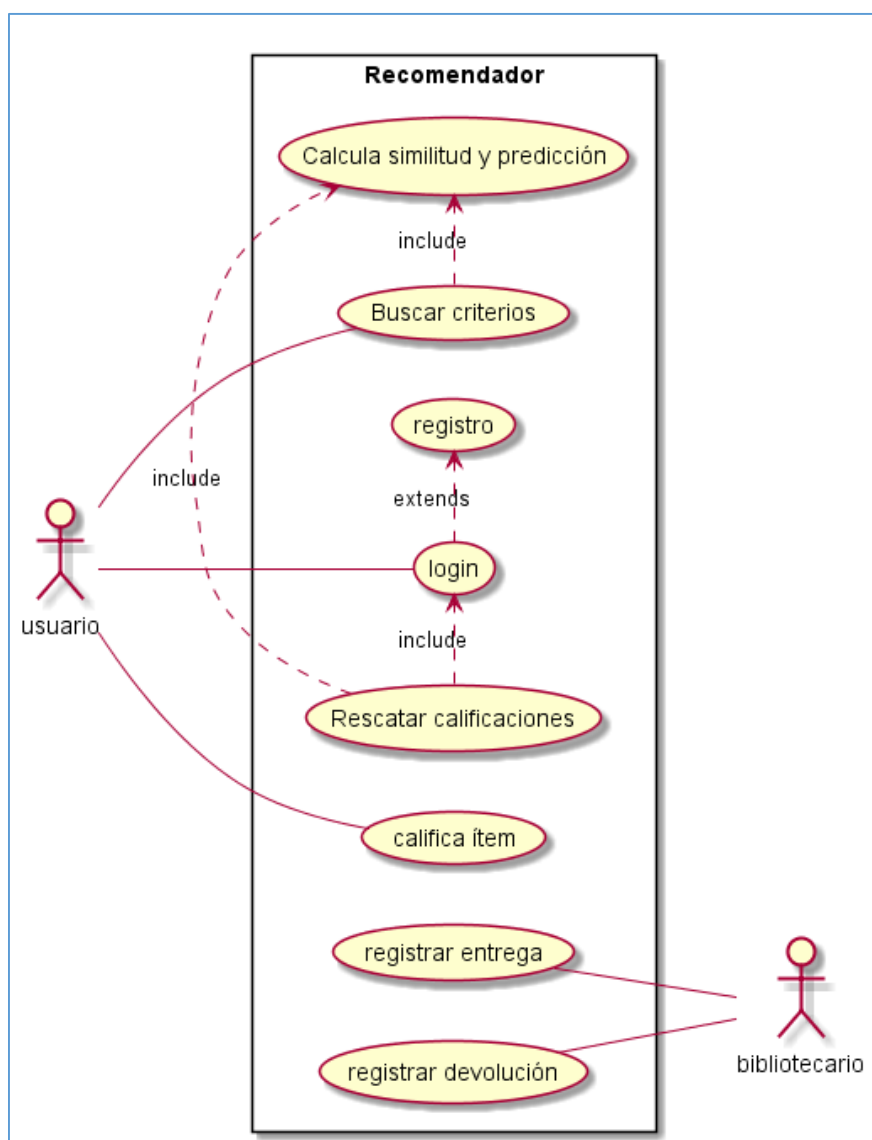 Recomendador
Calcula similitud y predicción
include
Buscar criterios
registro
include
extends
login
usuario
include
Rescatar calificaciones
califica ítem
registrar entrega
bibliotecario
registrar devolución